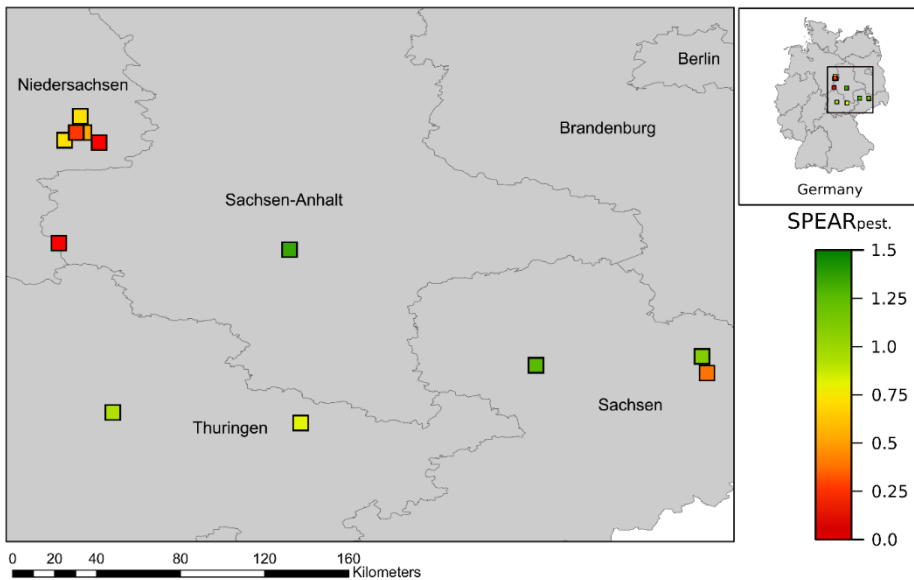 Niedersachsen
Berlin
Brandenburg
Sachsen-Anhalt
Sachsen
Thuringen
0 20 40 80 120 160
Kilometers
Germany
SPEARpest.
1.5
1.25
1.0
0.75
0.5
0.25
0.0